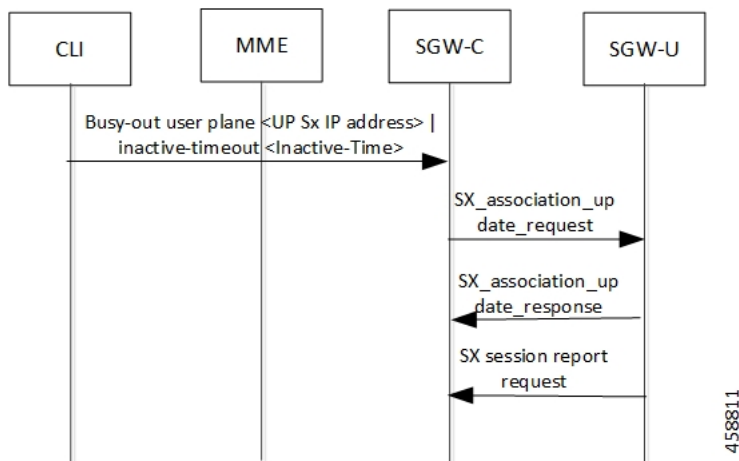 CLI
MME
SGW-C
SGW-U
Busy-out user plane <UP Sx IP address> |
inactive-timeout <Inactive-Time>
SX_association_up
date_request
SX_association_up
date_response
SX session report
request
458811